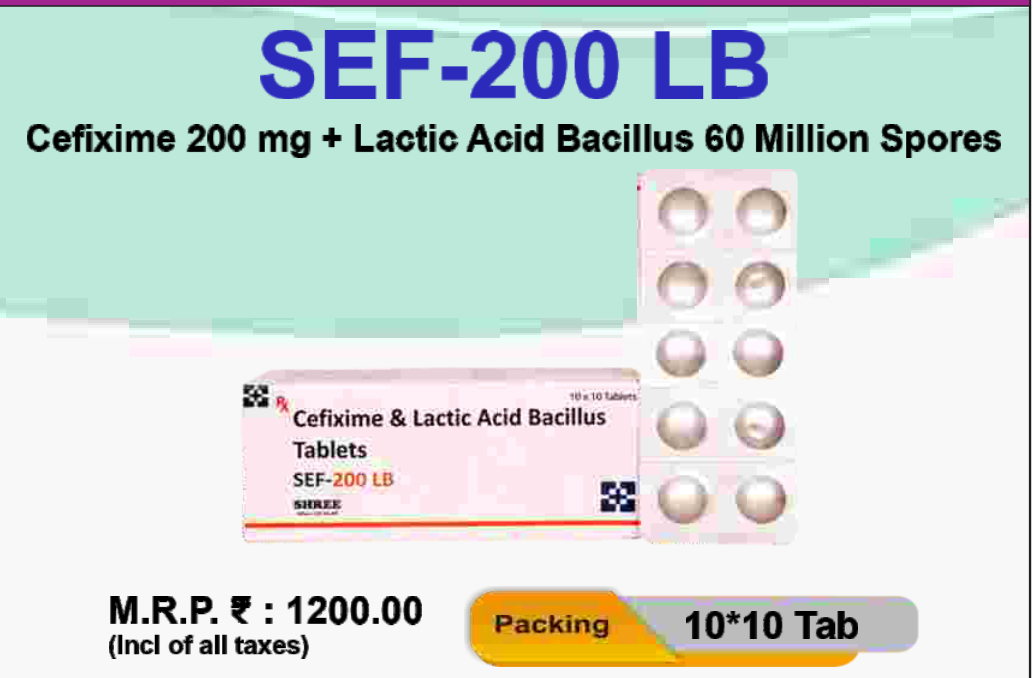 SEF-200 LB
Cefixime 200 mg + Lactic Acid Bacillus 60 Million Spores
10 x 10 Tablets
Rx
Cefixime & Lactic Acid Bacillus
Tablets
SEF-200 LB
SHREE
M.R.P. ₹ : 1200.00
(Incl of all taxes)
Packing
10*10 Tab